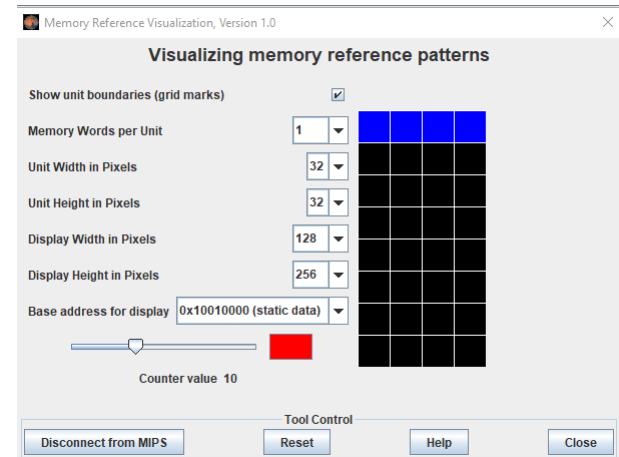 Memory Reference Visualization, Version 1.0
Visualizing memory reference patterns
Show unit boundaries (grid marks)
Memory Words per Unit 1
Unit Width in Pixels 32
Unit Height in Pixels 32
Display Width in Pixels 128
Display Height in Pixels 256
Base address for display 0x10010000 (static data)
Counter value 10
Tool Control
Disconnect from MIPS Reset Help Close